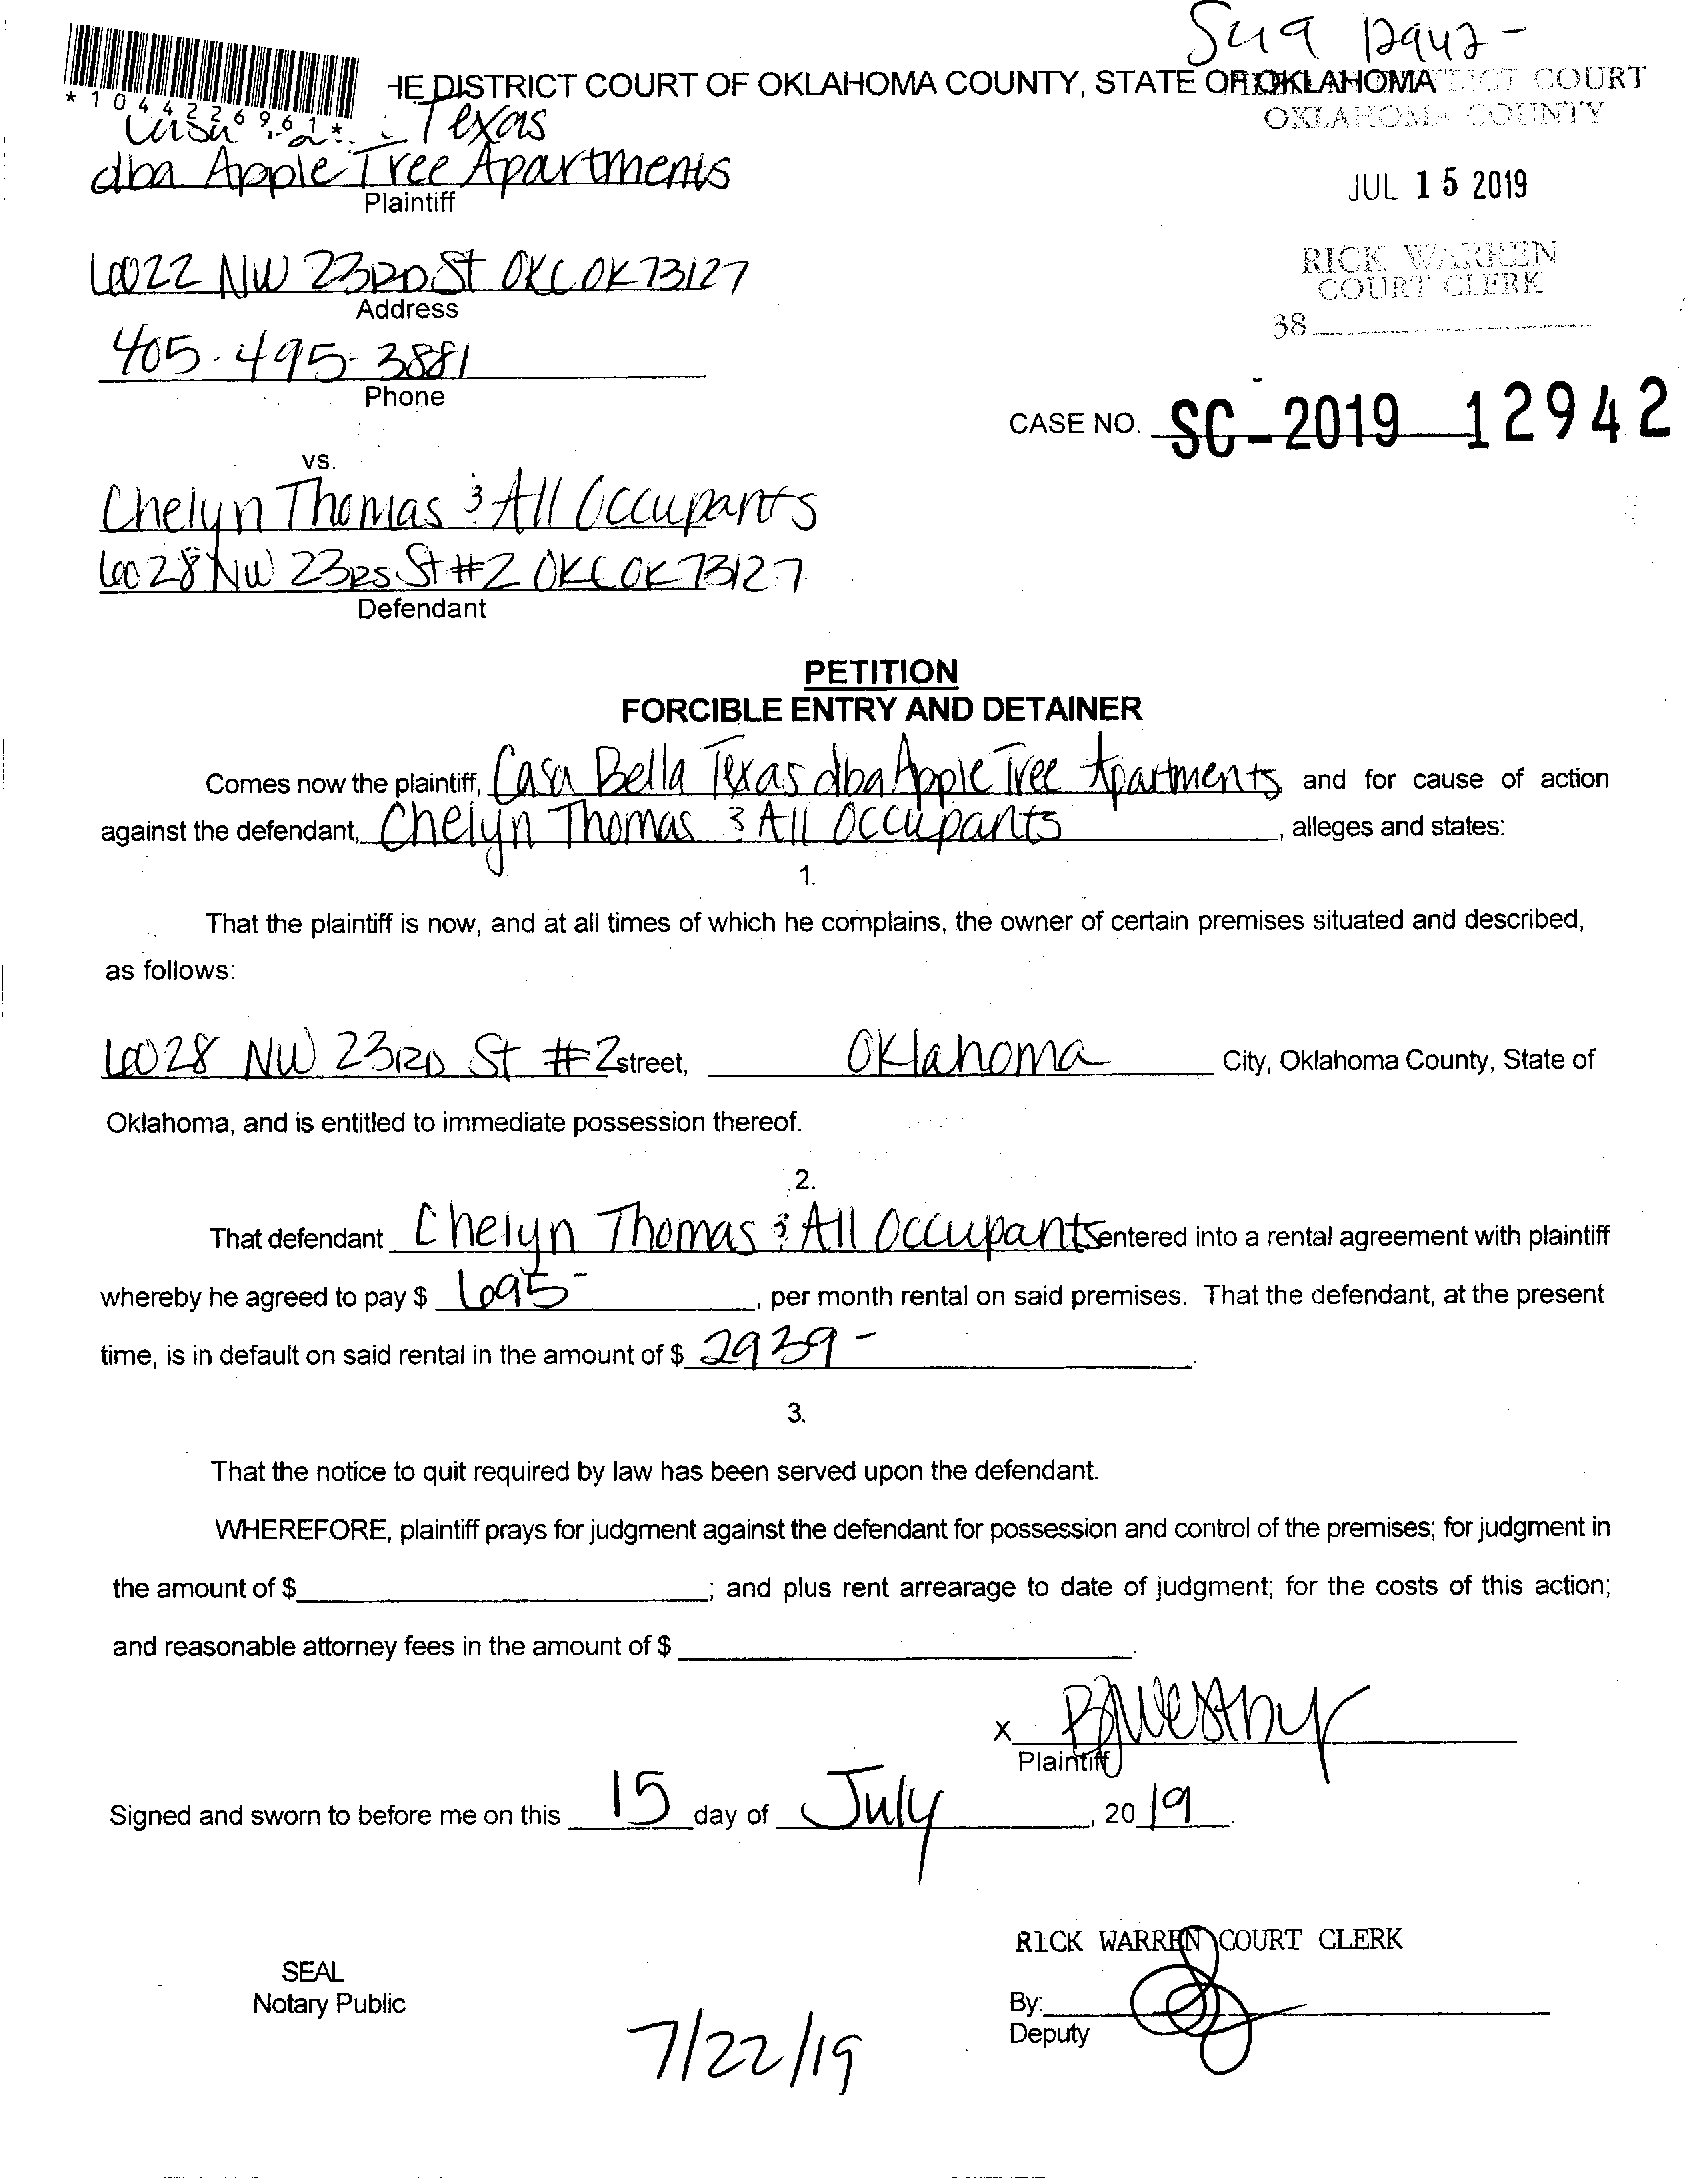 HE DISTRICT COURT OF OKLAHOMA COUNTY, STATE OF OKLAHOMA
*1044226961*
DISTRICT COURT
OKLAHOMA COUNTY
Casa Texas
dba Apple Tree Apartments
Plaintiff
JUL 15 2019
6022 NW 23RD St OKC OK 73127
Address
RICK WARREN
COURT CLERK
38
405-495-3881
Phone
CASE NO. SC-2019 12942
vs.
Chelyn Thomas & All Occupants
6028 NW 23RD St #2 OKC OK 73127
Defendant
PETITION
FORCIBLE ENTRY AND DETAINER
Comes now the plaintiff, Casa Bella Texas dba Apple Tree Apartments and for cause of action
against the defendant, Chelyn Thomas & All Occupants, alleges and states:
1.
That the plaintiff is now, and at all times of which he complains, the owner of certain premises situated and described,
as follows:
6028 NW 23RD St #2 street, Oklahoma City, Oklahoma County, State of
Oklahoma, and is entitled to immediate possession thereof.
2.
That defendant Chelyn Thomas & All Occupants entered into a rental agreement with plaintiff
whereby he agreed to pay $ 695-, per month rental on said premises. That the defendant, at the present
time, is in default on said rental in the amount of $ 2939-.
3.
That the notice to quit required by law has been served upon the defendant.
WHEREFORE, plaintiff prays for judgment against the defendant for possession and control of the premises; for judgment in
the amount of $; and plus rent arrearage to date of judgment; for the costs of this action;
and reasonable attorney fees in the amount of $.
x
Plaintiff
Signed and sworn to before me on this 15 day of July, 2019.
RICK WARREN COURT CLERK
SEAL
Notary Public
By:
Deputy
7/22/19